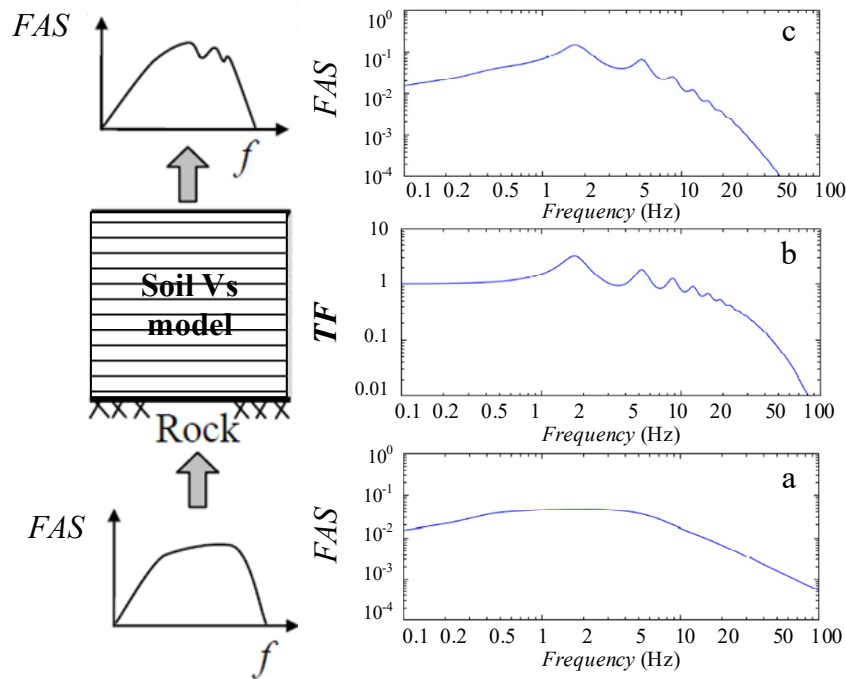 FAS
f
Soil Vs
model
Rock
FAS
f
c
FAS
10^0
10^-1
10^-2
10^-3
10^-4
0.1 0.2 0.5 1 2 5 10 20 50 100
Frequency (Hz)
b
TF
10
1
0.1
0.01
0.1 0.2 0.5 1 2 5 10 20 50 100
Frequency (Hz)
a
FAS
10^0
10^-1
10^-2
10^-3
10^-4
0.1 0.2 0.5 1 2 5 10 20 50 100
Frequency (Hz)